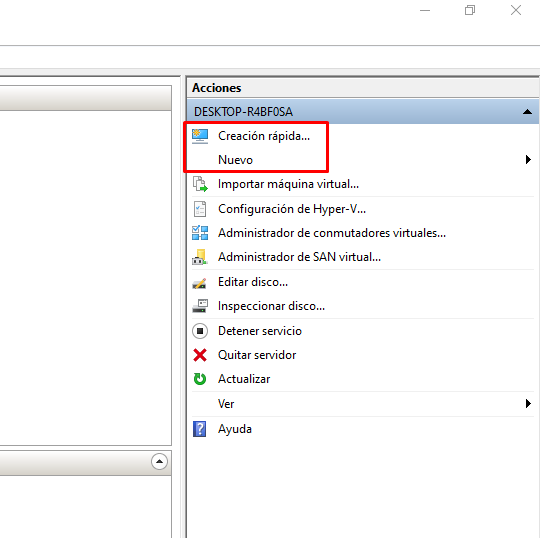 Acciones
DESKTOP-R4BF0SA
Creación rápida...
Nuevo
Importar máquina virtual...
Configuración de Hyper-V...
Administrador de conmutadores virtuales...
Administrador de SAN virtual...
Editar disco...
Inspeccionar disco...
Detener servicio
Quitar servidor
Actualizar
Ver
Ayuda